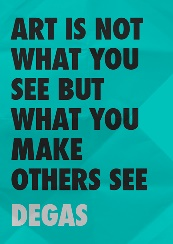 ART IS NOT
WHAT YOU
SEE BUT
WHAT YOU
MAKE
OTHERS SEE
DEGAS